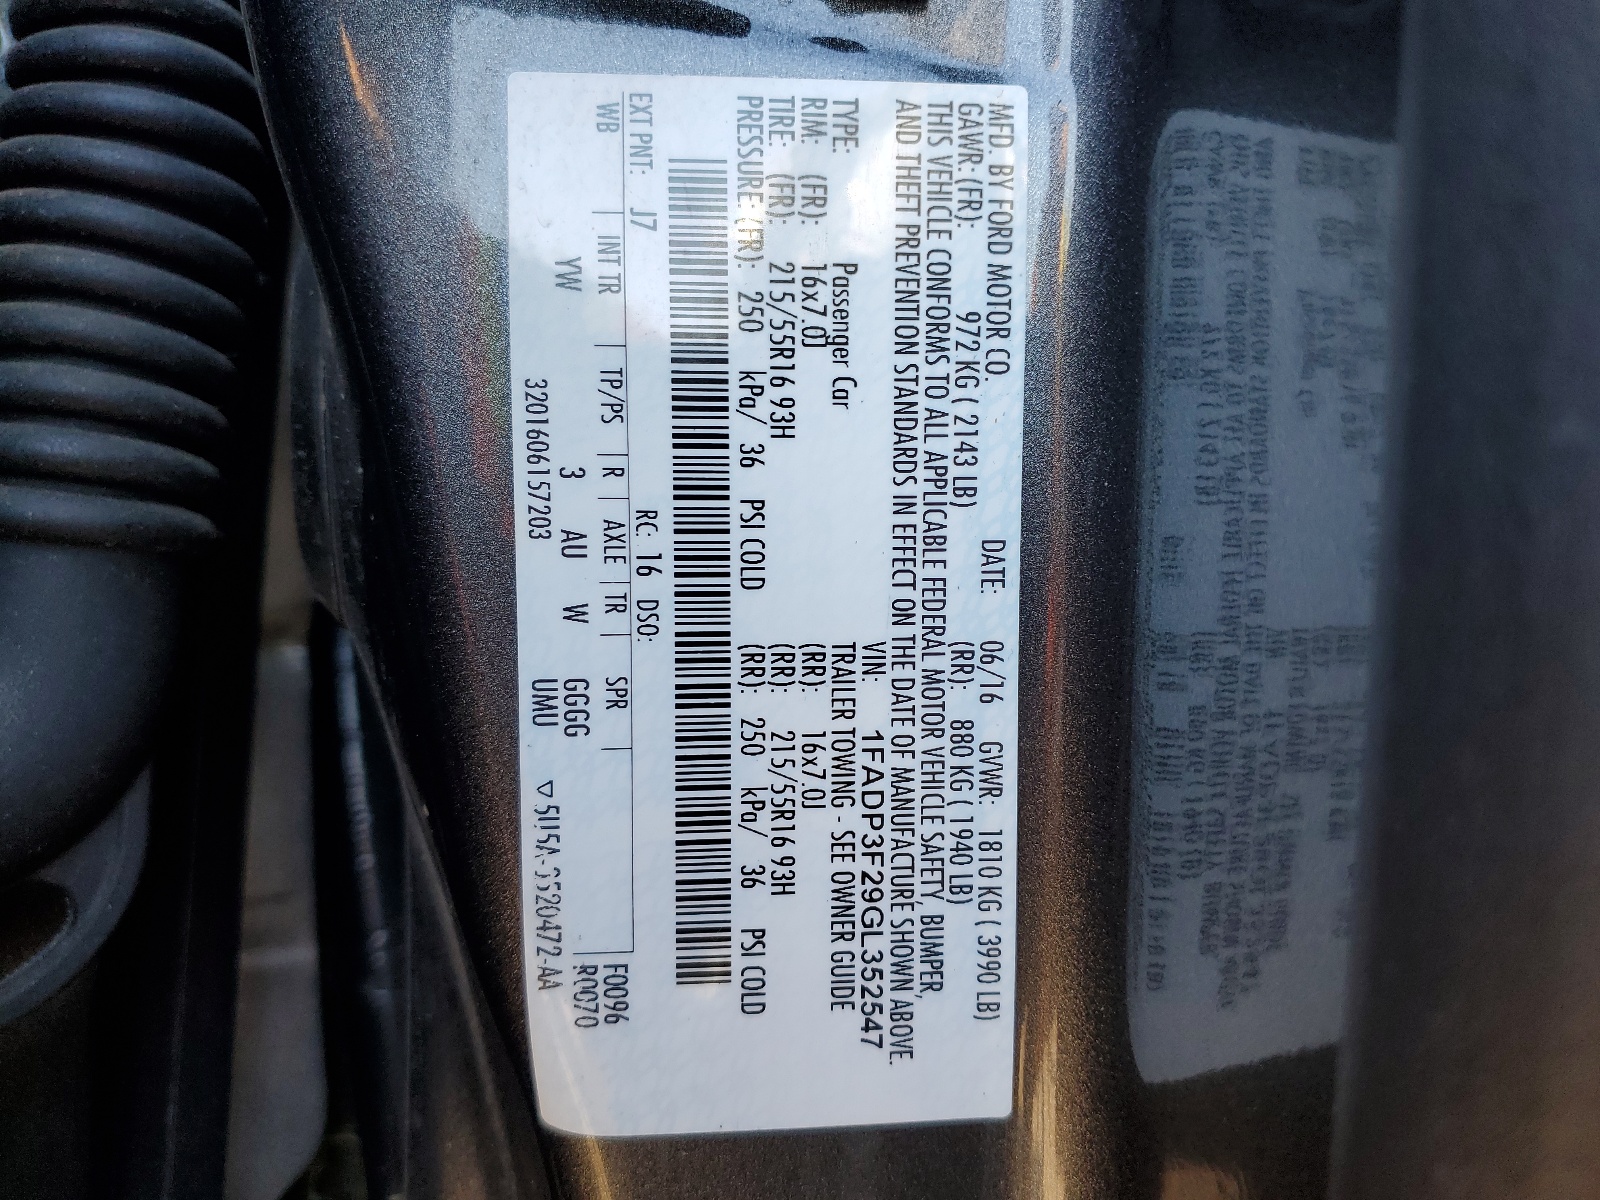 MFD. BY FORD MOTOR CO. DATE: 06/16 GVWR: 1810 KG ( 3990 LB)
GAWR: (FR): 972 KG ( 2143 LB) (RR): 880 KG ( 1940 LB)
THIS VEHICLE CONFORMS TO ALL APPLICABLE FEDERAL MOTOR VEHICLE SAFETY, BUMPER,
AND THEFT PREVENTION STANDARDS IN EFFECT ON THE DATE OF MANUFACTURE SHOWN ABOVE.
VIN: 1FADP3F29GL352547
TYPE: Passenger Car TRAILER TOWING - SEE OWNER GUIDE
RIM: (FR): 16x7.0J (RR): 16x7.0J
TIRE: (FR): 215/55R16 93H (RR): 215/55R16 93H
PRESSURE: (FR): 250 kPa/ 36 PSI COLD (RR): 250 kPa/ 36 PSI COLD
EXT PNT: J7 RC: 16 DSO:
WB INT TR TP/PS R AXLE TR SPR F0096
YW 3 AU W GGGG R0070
3201606157203 UMU ▽5U5A-3520472-AA